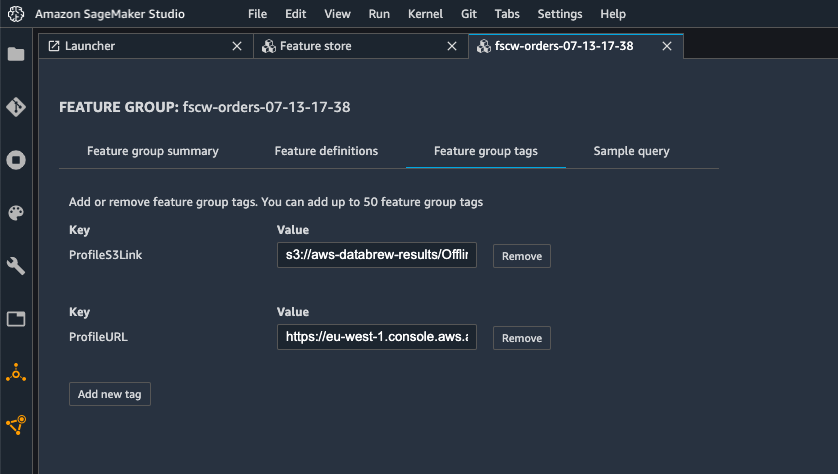 Amazon SageMaker Studio File Edit View Run Kernel Git Tabs Settings Help
Launcher Feature store fscw-orders-07-13-17-38
FEATURE GROUP: fscw-orders-07-13-17-38
Feature group summary Feature definitions Feature group tags Sample query
Add or remove feature group tags. You can add up to 50 feature group tags
Key Value
ProfileS3Link s3://aws-databrew-results/Offlin Remove
Key Value
ProfileURL https://eu-west-1.console.aws.a Remove
Add new tag